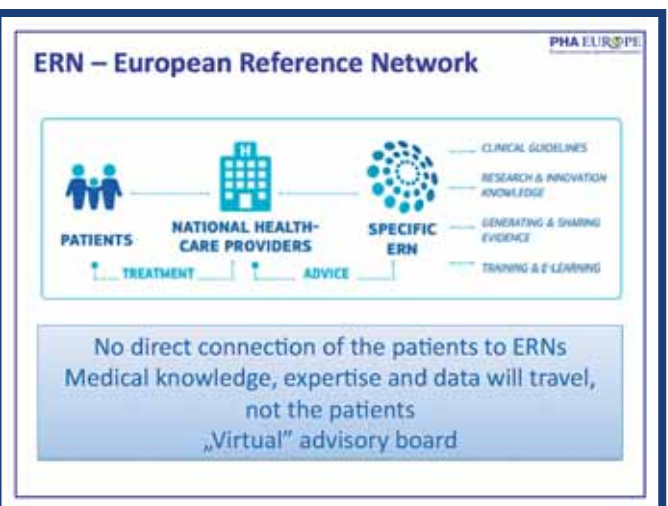 PHA EUROPE
ERN – European Reference Network
CLINICAL GUIDELINES
RESEARCH & INNOVATION
KNOWLEDGE
GENERATING & SHARING
EVIDENCE
TRAINING & E-LEARNING
PATIENTS
NATIONAL HEALTH-
CARE PROVIDERS
SPECIFIC
ERN
TREATMENT
ADVICE
No direct connection of the patients to ERNs
Medical knowledge, expertise and data will travel,
not the patients
„Virtual" advisory board